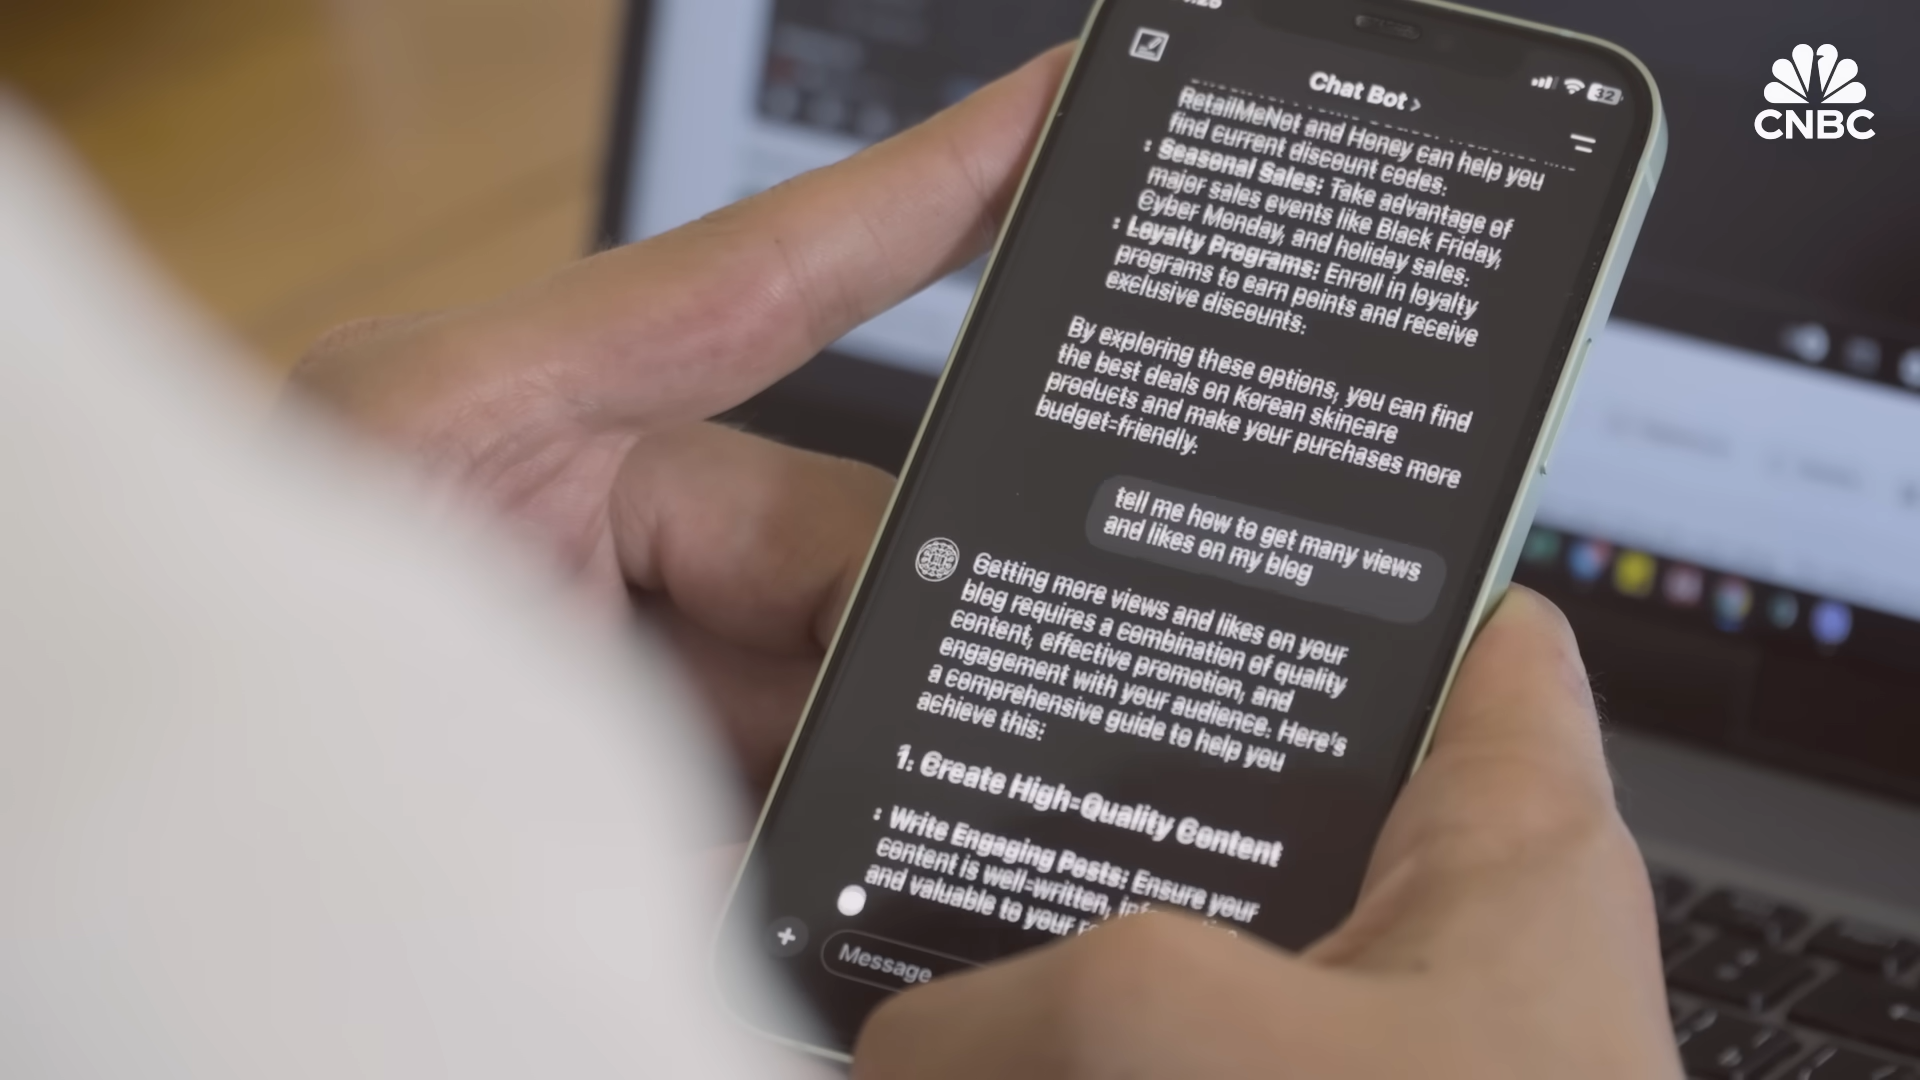 CNBC
32
Chat Bot ›
RetailMeNot and Honey can help you
find current discount codes.
• Seasonal Sales: Take advantage of
major sales events like Black Friday,
Cyber Monday, and holiday sales.
• Loyalty Programs: Enroll in loyalty
programs to earn points and receive
exclusive discounts.
By exploring these options, you can find
the best deals on Korean skincare
products and make your purchases more
budget-friendly.
tell me how to get many views
and likes on my blog
Getting more views and likes on your
blog requires a combination of quality
content, effective promotion, and
engagement with your audience. Here's
a comprehensive guide to help you
achieve this:
1. Create High-Quality Content
• Write Engaging Posts: Ensure your
content is well-written,
and valuable to your
+
Message